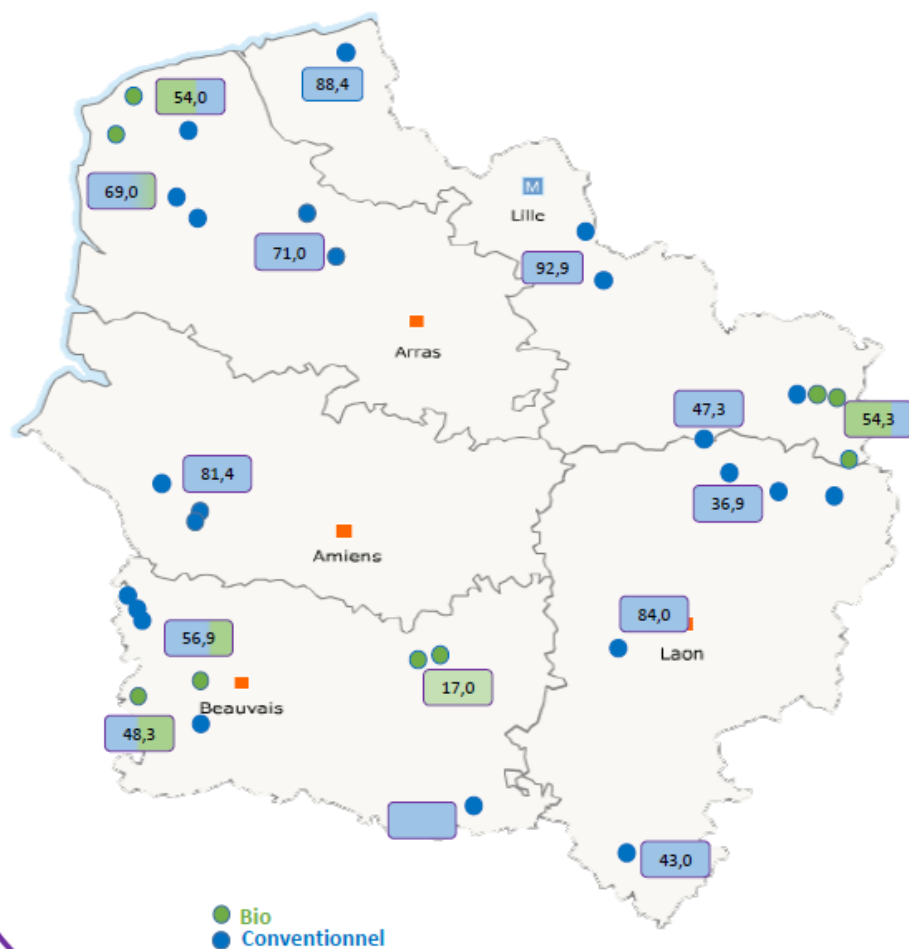 88,4
54,0
M
69,0
Lille
71,0
92,9
Arras
47,3
54,3
81,4
36,9
Amiens
84,0
56,9
Laon
17,0
Beauvais
48,3
43,0
Bio
Conventionnel